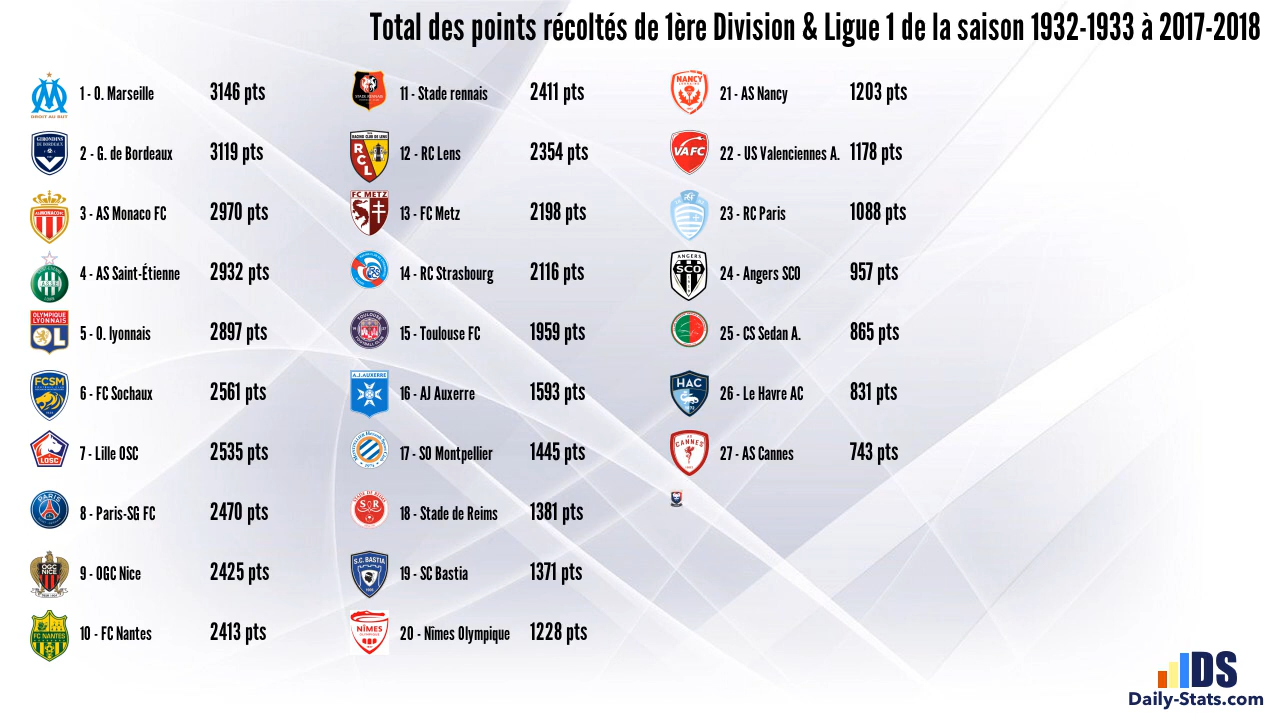 Total des points récoltés de 1ère Division & Ligue 1 de la saison 1932-1933 à 2017-2018
1 - O. Marseille 3146 pts
2 - G. de Bordeaux 3119 pts
3 - AS Monaco FC 2970 pts
4 - AS Saint-Étienne 2932 pts
5 - O. lyonnais 2897 pts
6 - FC Sochaux 2561 pts
7 - Lille OSC 2535 pts
8 - Paris-SG FC 2470 pts
9 - OGC Nice 2425 pts
10 - FC Nantes 2413 pts
11 - Stade rennais 2411 pts
12 - RC Lens 2354 pts
13 - FC Metz 2198 pts
14 - RC Strasbourg 2116 pts
15 - Toulouse FC 1959 pts
16 - AJ Auxerre 1593 pts
17 - SO Montpellier 1445 pts
18 - Stade de Reims 1381 pts
19 - SC Bastia 1371 pts
20 - Nîmes Olympique 1228 pts
21 - AS Nancy 1203 pts
22 - US Valenciennes A. 1178 pts
23 - RC Paris 1088 pts
24 - Angers SCO 957 pts
25 - CS Sedan A. 865 pts
26 - Le Havre AC 831 pts
27 - AS Cannes 743 pts
DS
Daily-Stats.com